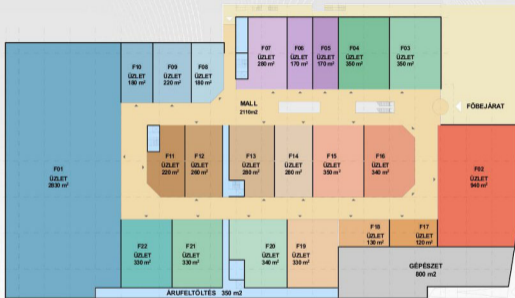 F10
ÜZLET
180 m²
F09
ÜZLET
220 m²
F08
ÜZLET
180 m²
F07
ÜZLET
280 m²
F06
ÜZLET
170 m²
F05
ÜZLET
170 m²
F04
ÜZLET
350 m²
F03
ÜZLET
350 m²
MALL
2110m2
FŐBEJÁRAT
F01
ÜZLET
2830 m²
F11
ÜZLET
220 m²
F12
ÜZLET
260 m²
F13
ÜZLET
260 m²
F14
ÜZLET
260 m²
F15
ÜZLET
350 m²
F16
ÜZLET
340 m²
F02
ÜZLET
940 m²
F22
ÜZLET
330 m²
F21
ÜZLET
330 m²
F20
ÜZLET
340 m²
F19
ÜZLET
330 m²
F18
ÜZLET
130 m²
F17
ÜZLET
120 m²
GÉPÉSZET
800 m2
ÁRUFELTÖLTÉS 350 m2